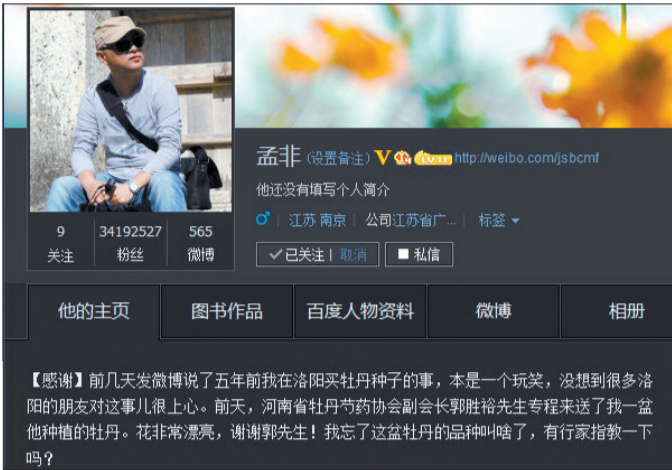 孟非 (设置备注) V http://weibo.com/jsbcmf
他还没有填写个人简介
江苏 南京 公司 江苏省广... 标签
9 34192527 565
关注 粉丝 微博
已关注 | 取消 私信
他的主页 图书作品 百度人物资料 微博 相册
【感谢】前几天发微博说了五年前我在洛阳买牡丹种子的事，本是一个玩笑，没想到很多洛
阳的朋友对这事儿很上心。前天，河南省牡丹芍药协会副会长郭胜裕先生专程来送了我一盆
他种植的牡丹。花非常漂亮，谢谢郭先生！我忘了这盆牡丹的品种叫啥了，有行家指教一下
吗？